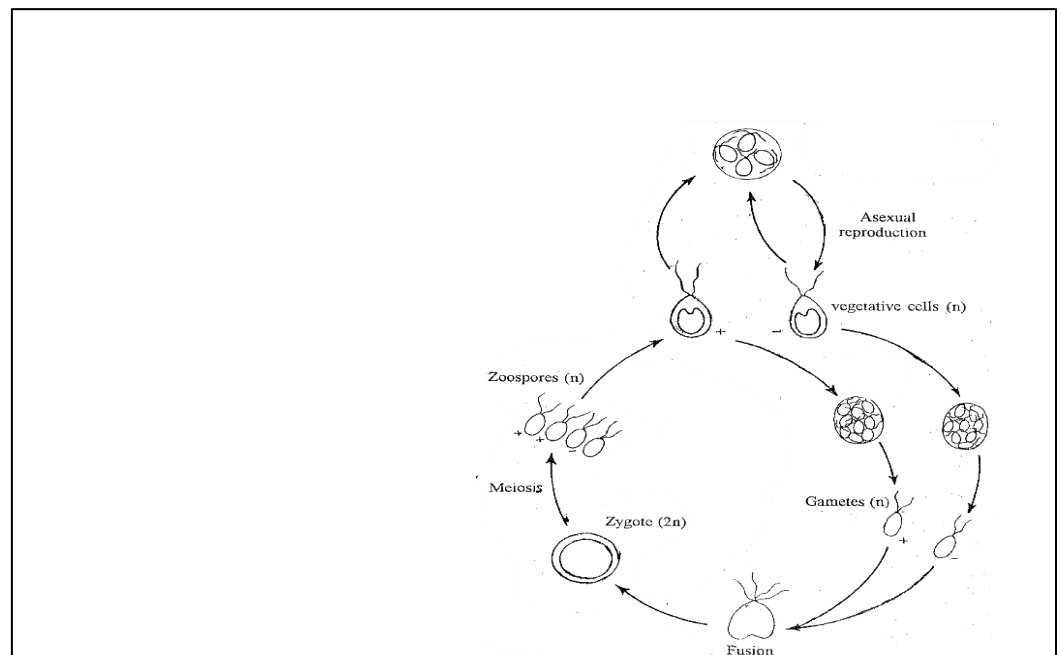 Asexual
reproduction
vegetative cells (n)
+
−
Zoospores (n)
+
+
−
Meiosis
Gametes (n)
+
−
Zygote (2n)
Fusion